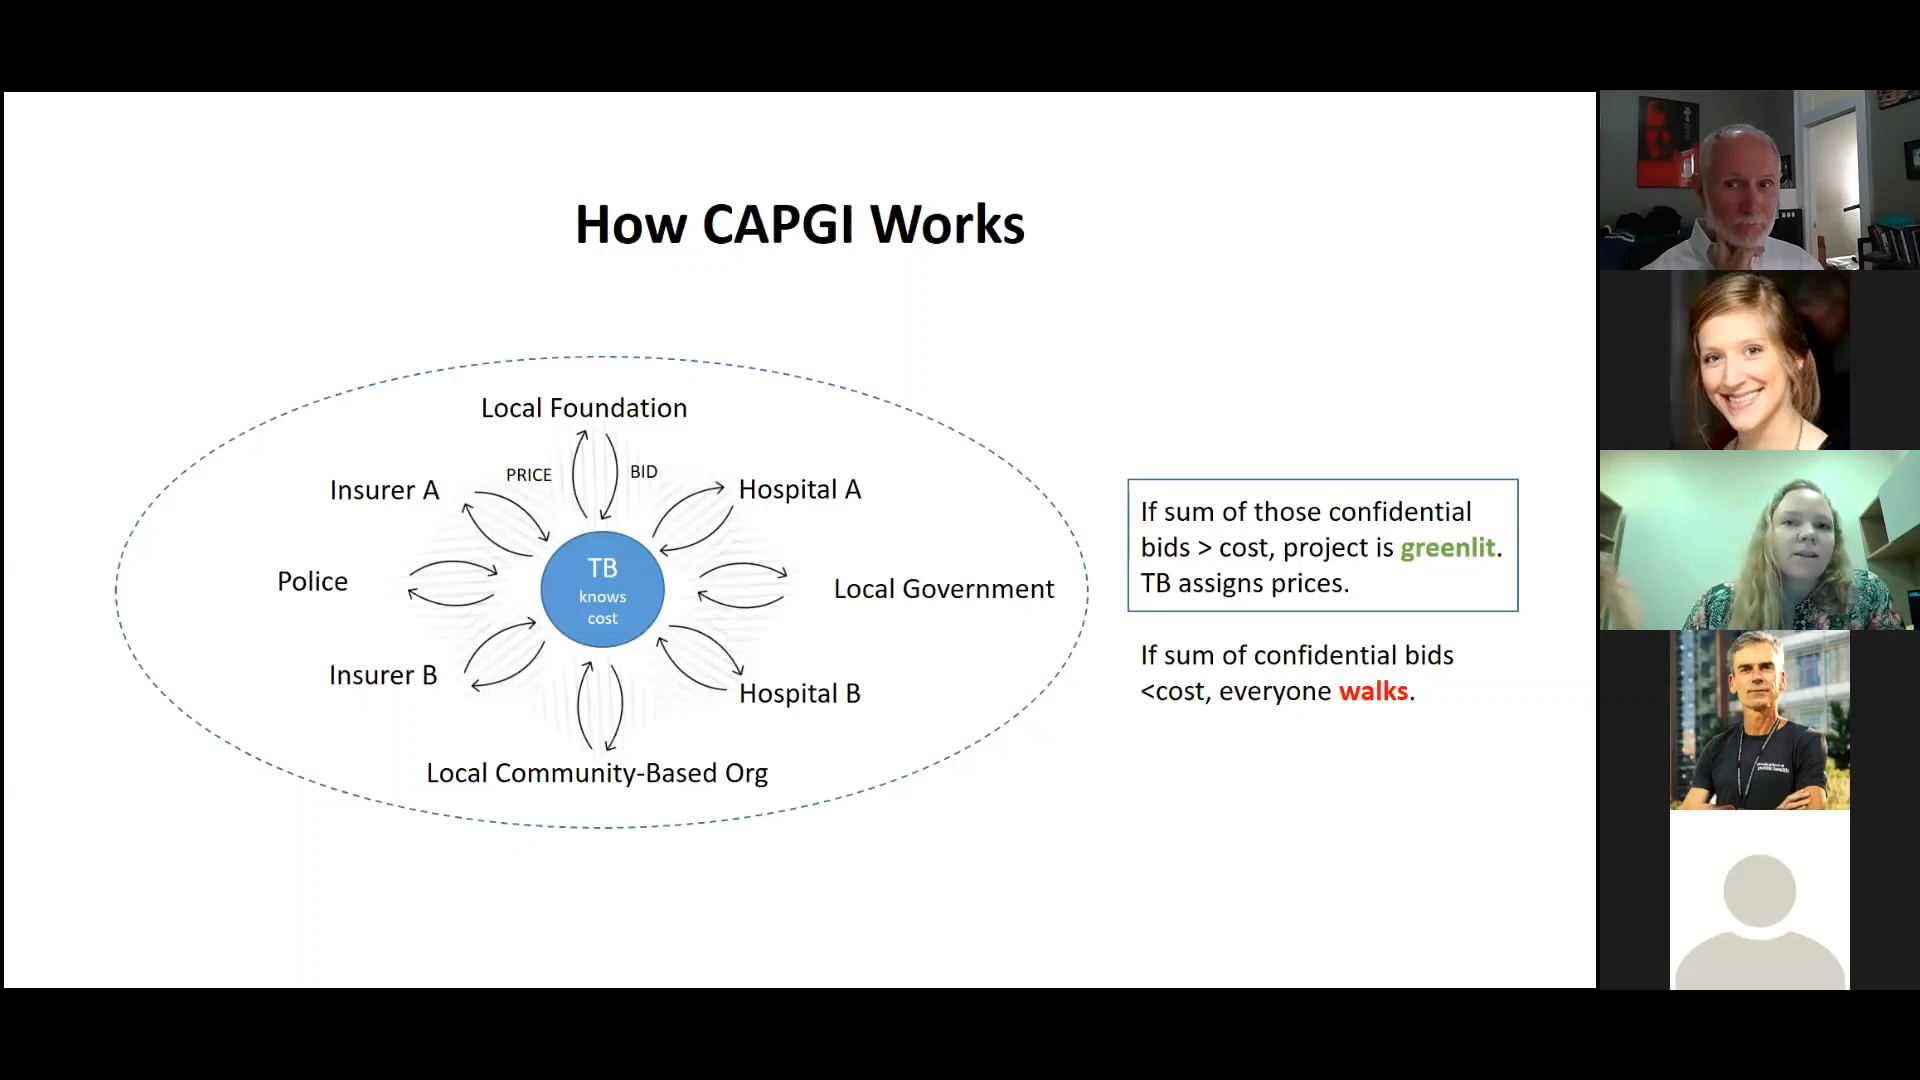 How CAPGI Works
Local Foundation
PRICE
BID
Insurer A
Hospital A
Police
TB
knows
cost
Local Government
Insurer B
Hospital B
Local Community-Based Org
If sum of those confidential
bids > cost, project is greenlit.
TB assigns prices.
If sum of confidential bids
<cost, everyone walks.
public health